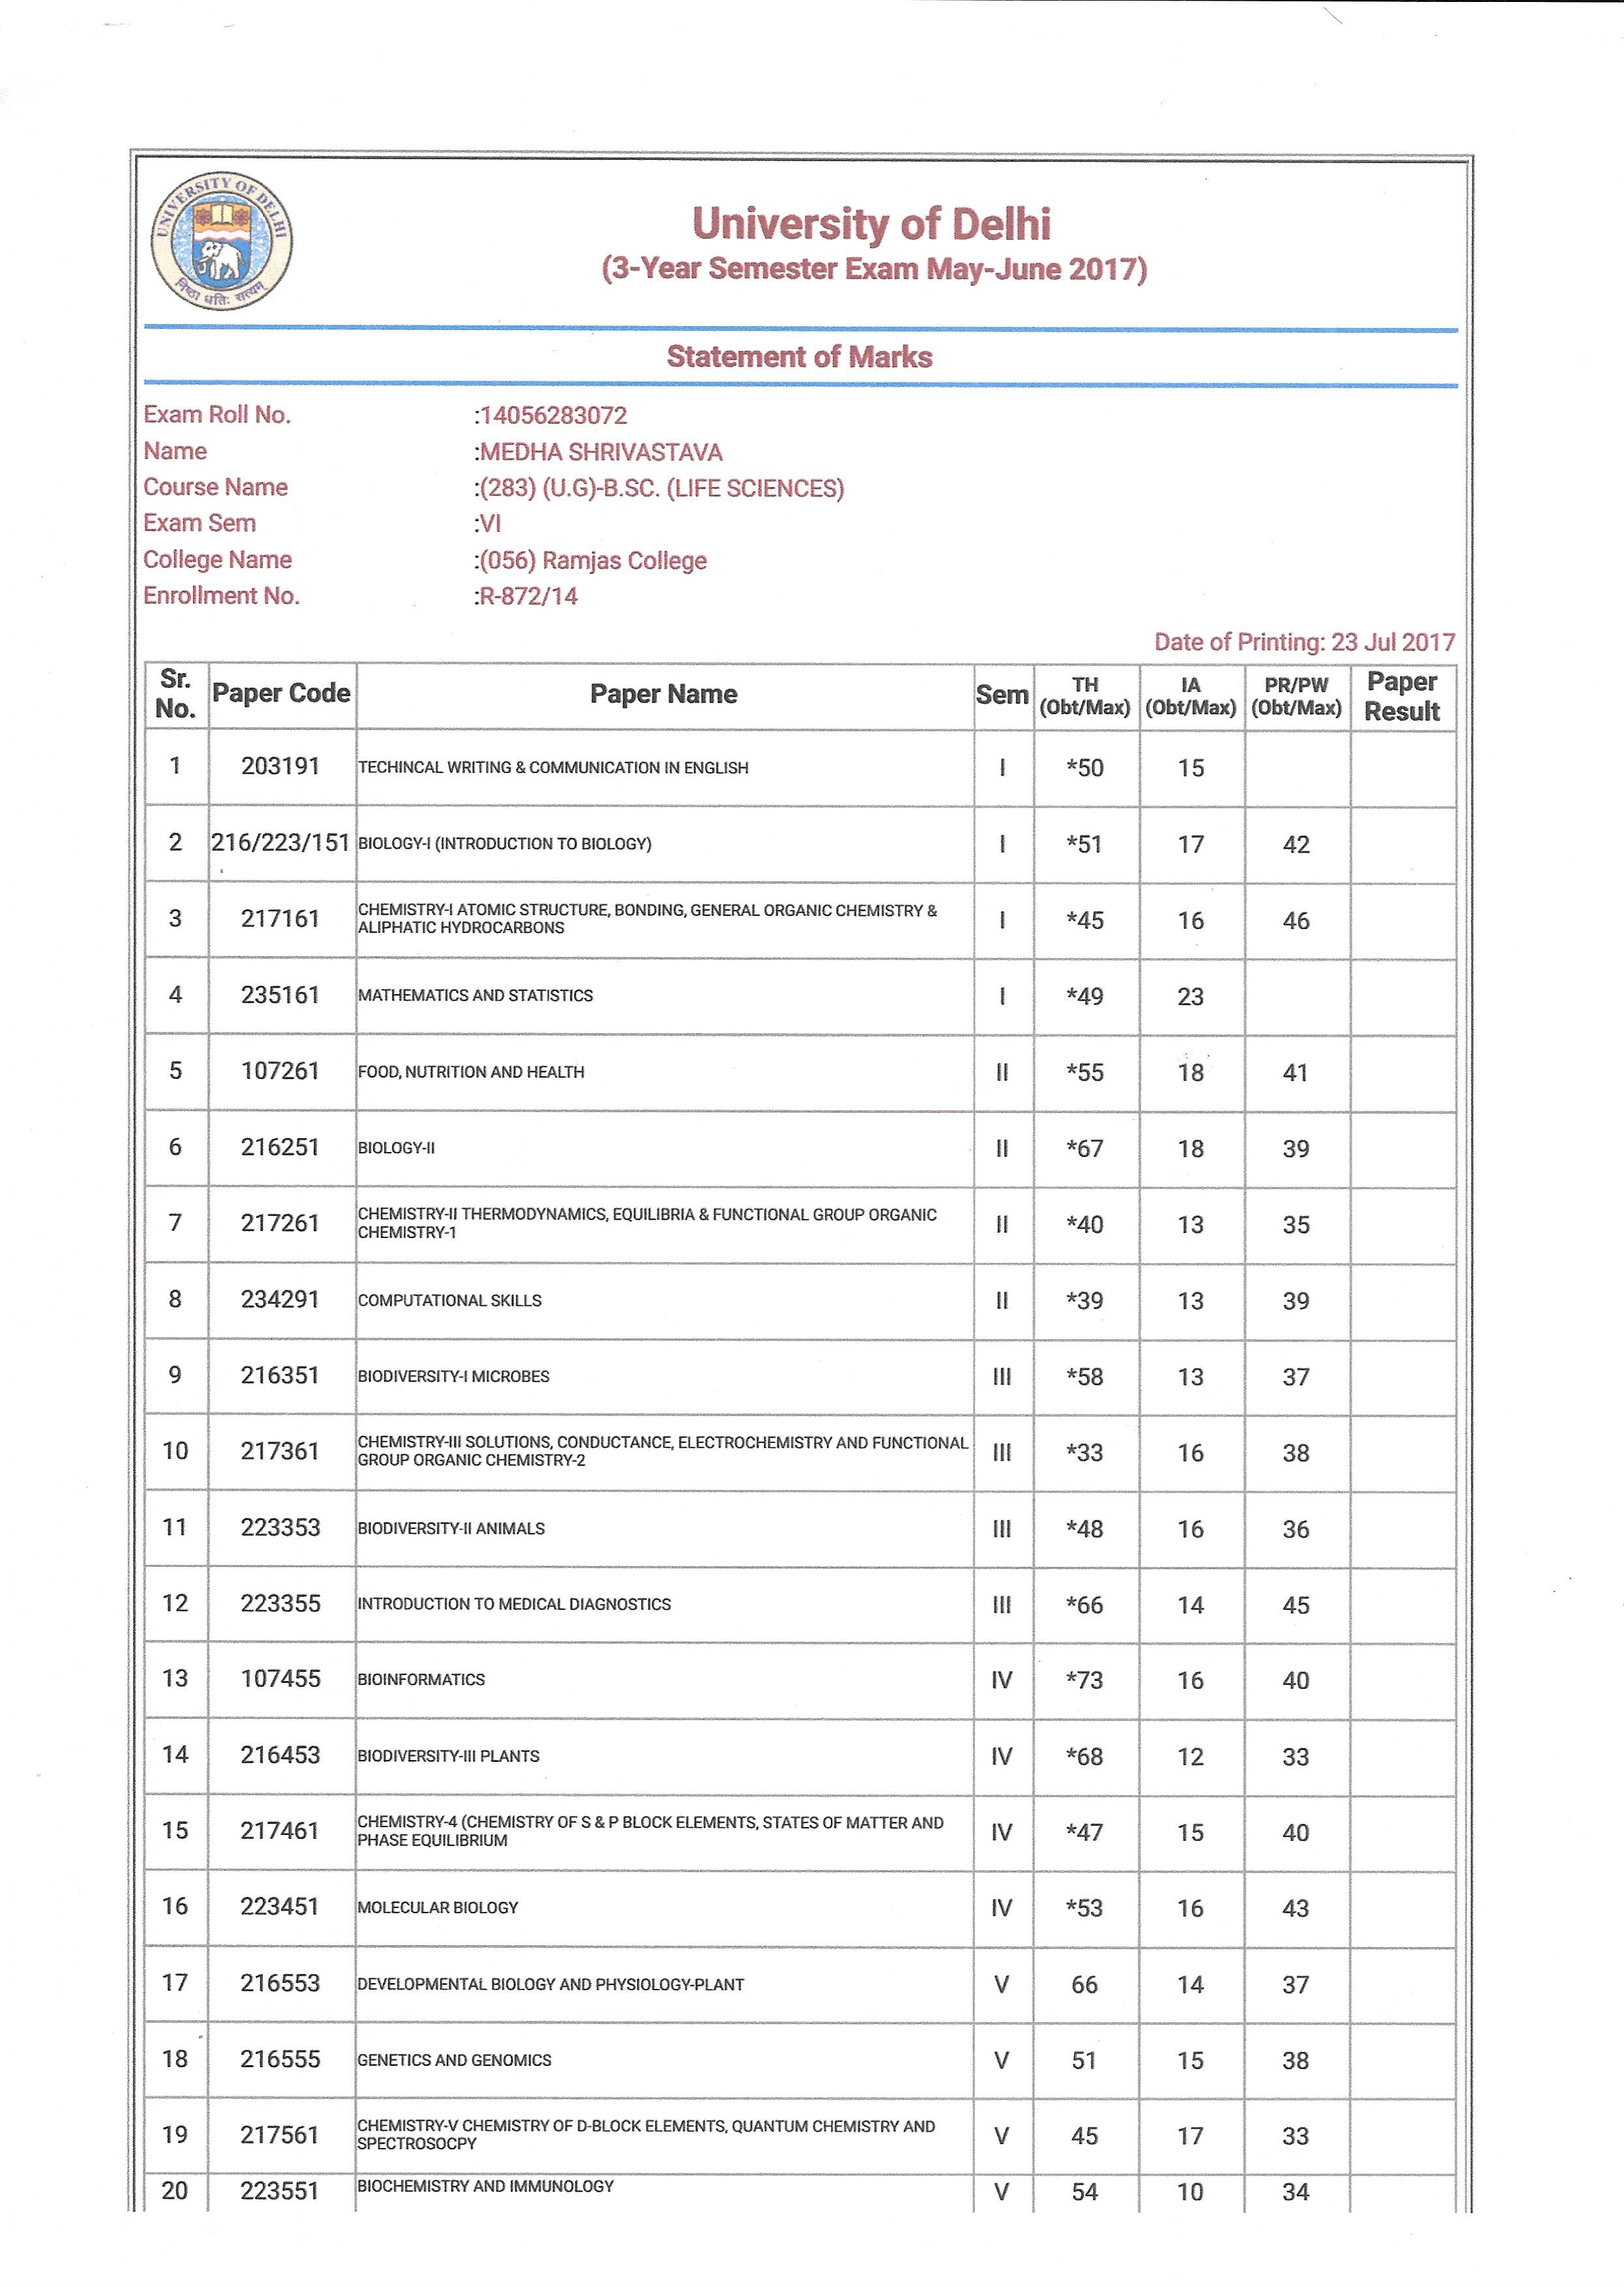 UNIVERSITY OF DELHI
निष्ठा धृतिः सत्यम्
University of Delhi
(3-Year Semester Exam May-June 2017)
Statement of Marks
Exam Roll No. :14056283072
Name :MEDHA SHRIVASTAVA
Course Name :(283) (U.G)-B.SC. (LIFE SCIENCES)
Exam Sem :VI
College Name :(056) Ramjas College
Enrollment No. :R-872/14
Date of Printing: 23 Jul 2017
Sr. No. Paper Code Paper Name Sem TH (Obt/Max) IA (Obt/Max) PR/PW (Obt/Max) Paper Result
1 203191 TECHINCAL WRITING & COMMUNICATION IN ENGLISH I *50 15
2 216/223/151 BIOLOGY-I (INTRODUCTION TO BIOLOGY) I *51 17 42
3 217161 CHEMISTRY-I ATOMIC STRUCTURE, BONDING, GENERAL ORGANIC CHEMISTRY &
ALIPHATIC HYDROCARBONS I *45 16 46
4 235161 MATHEMATICS AND STATISTICS I *49 23
5 107261 FOOD, NUTRITION AND HEALTH II *55 18 41
6 216251 BIOLOGY-II II *67 18 39
7 217261 CHEMISTRY-II THERMODYNAMICS, EQUILIBRIA & FUNCTIONAL GROUP ORGANIC
CHEMISTRY-1 II *40 13 35
8 234291 COMPUTATIONAL SKILLS II *39 13 39
9 216351 BIODIVERSITY-I MICROBES III *58 13 37
10 217361 CHEMISTRY-III SOLUTIONS, CONDUCTANCE, ELECTROCHEMISTRY AND FUNCTIONAL
GROUP ORGANIC CHEMISTRY-2 III *33 16 38
11 223353 BIODIVERSITY-II ANIMALS III *48 16 36
12 223355 INTRODUCTION TO MEDICAL DIAGNOSTICS III *66 14 45
13 107455 BIOINFORMATICS IV *73 16 40
14 216453 BIODIVERSITY-III PLANTS IV *68 12 33
15 217461 CHEMISTRY-4 (CHEMISTRY OF S & P BLOCK ELEMENTS, STATES OF MATTER AND
PHASE EQUILIBRIUM IV *47 15 40
16 223451 MOLECULAR BIOLOGY IV *53 16 43
17 216553 DEVELOPMENTAL BIOLOGY AND PHYSIOLOGY-PLANT V 66 14 37
18 216555 GENETICS AND GENOMICS V 51 15 38
19 217561 CHEMISTRY-V CHEMISTRY OF D-BLOCK ELEMENTS, QUANTUM CHEMISTRY AND
SPECTROSOCPY V 45 17 33
20 223551 BIOCHEMISTRY AND IMMUNOLOGY V 54 10 34